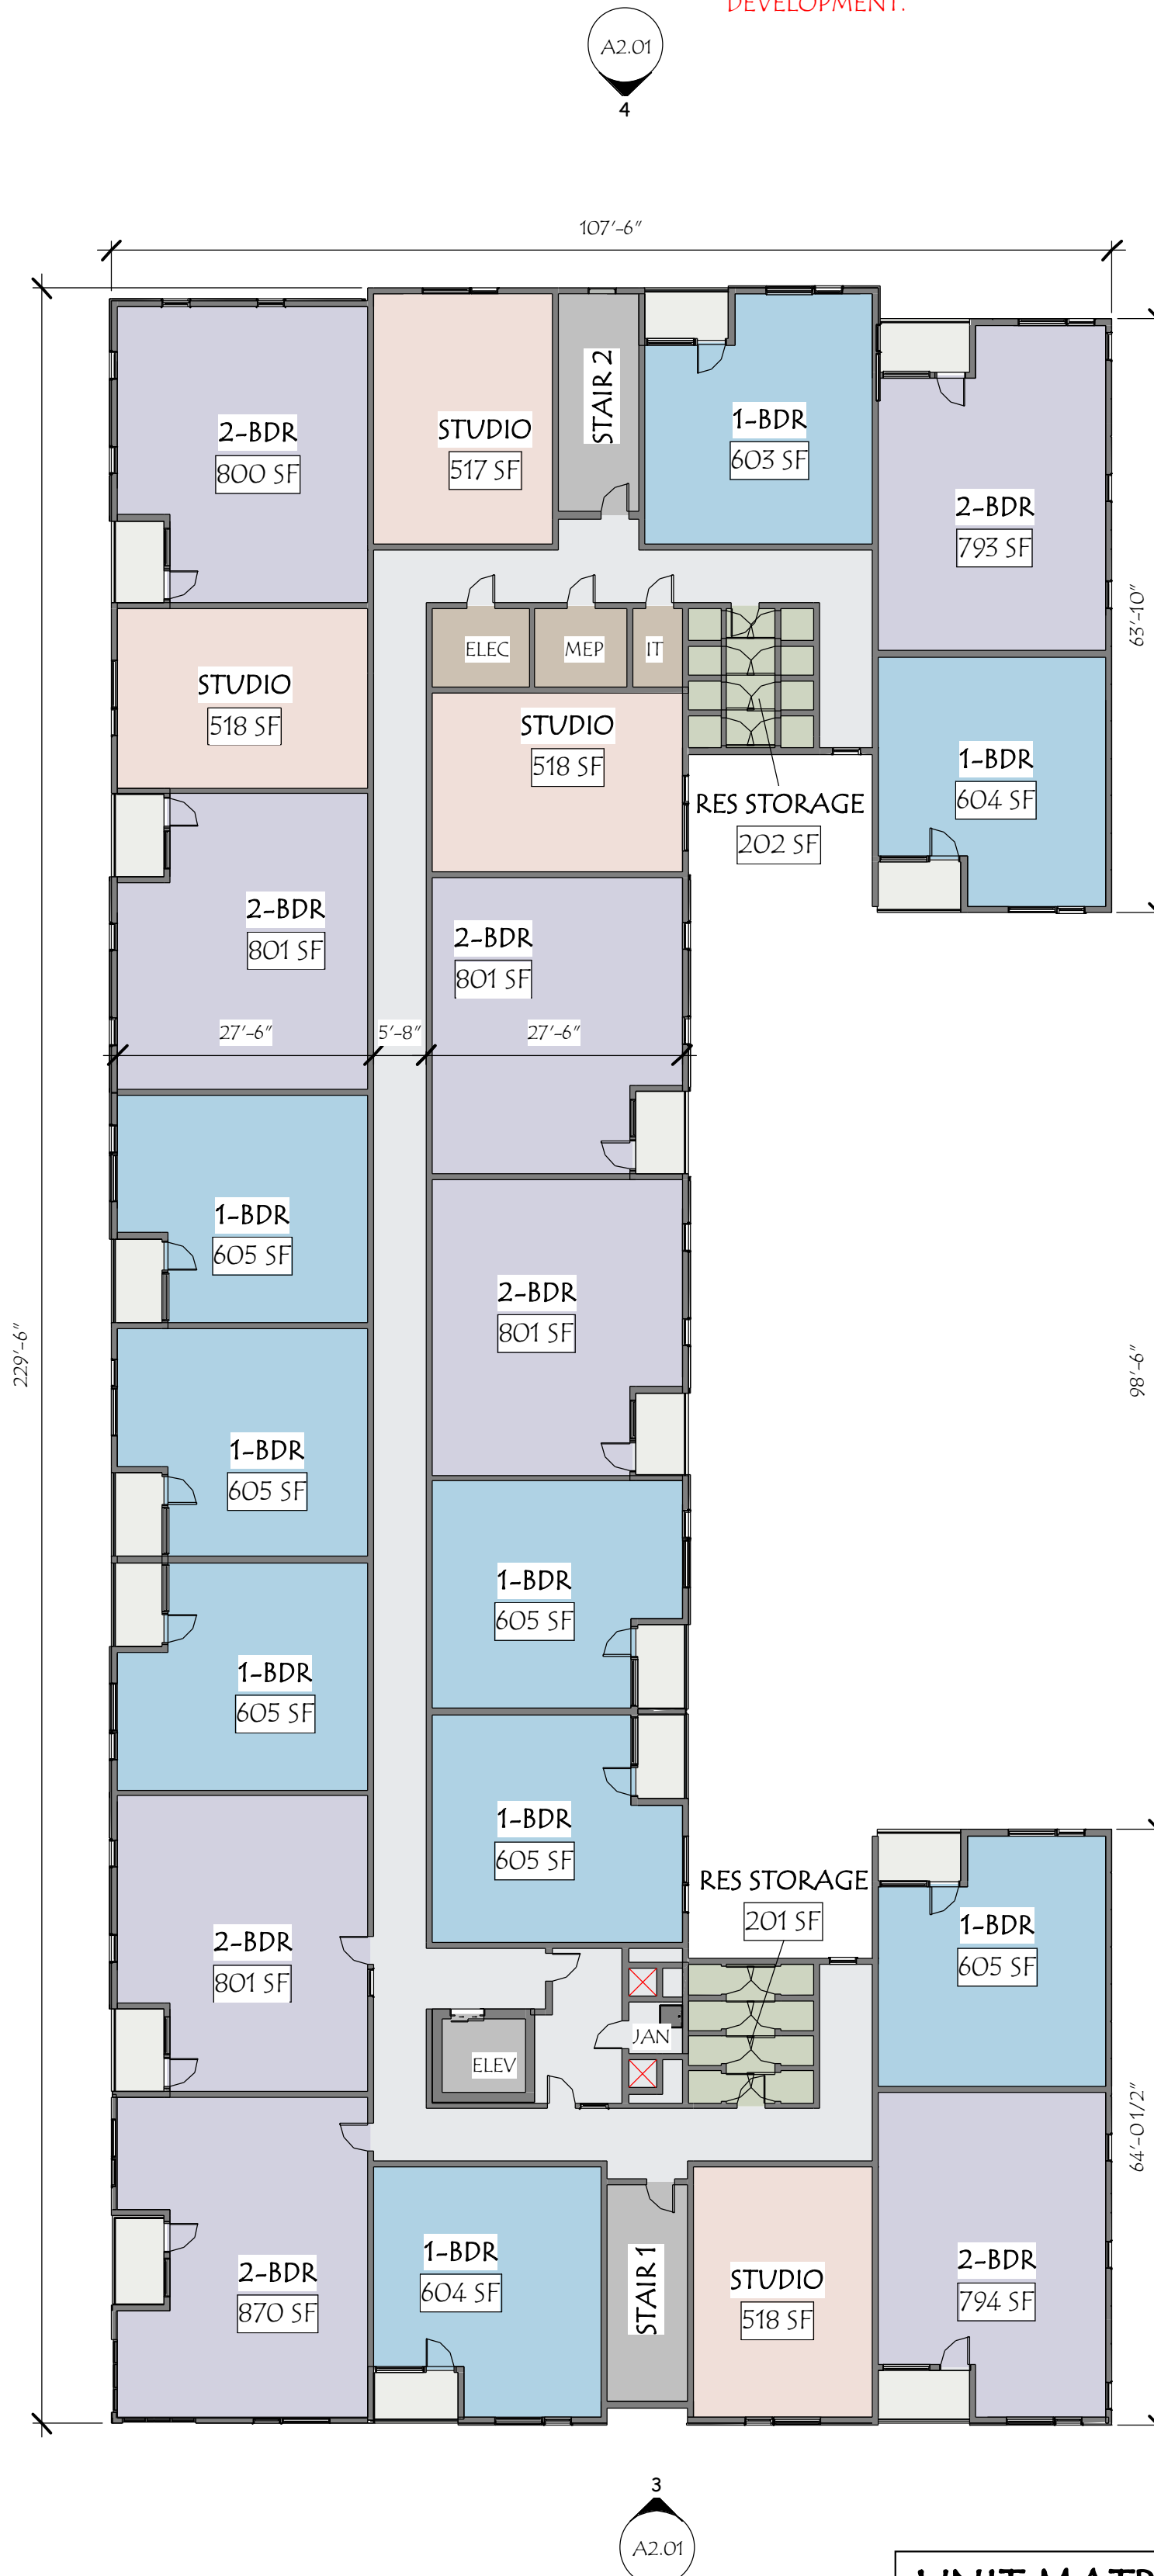 DEVELOPMENT.
A2.01
4
107'-6"
2-BDR
800 SF
STUDIO
517 SF
STAIR 2
1-BDR
603 SF
2-BDR
793 SF
63'-10"
ELEC
MEP
IT
STUDIO
518 SF
STUDIO
518 SF
RES STORAGE
202 SF
1-BDR
604 SF
2-BDR
801 SF
2-BDR
801 SF
27'-6"
5'-8"
27'-6"
1-BDR
605 SF
2-BDR
801 SF
229'-6"
98'-6"
1-BDR
605 SF
1-BDR
605 SF
1-BDR
605 SF
1-BDR
605 SF
RES STORAGE
201 SF
1-BDR
605 SF
2-BDR
801 SF
JAN
ELEV
64'-0 1/2"
2-BDR
870 SF
1-BDR
604 SF
STAIR 1
STUDIO
518 SF
2-BDR
794 SF
3
A2.01